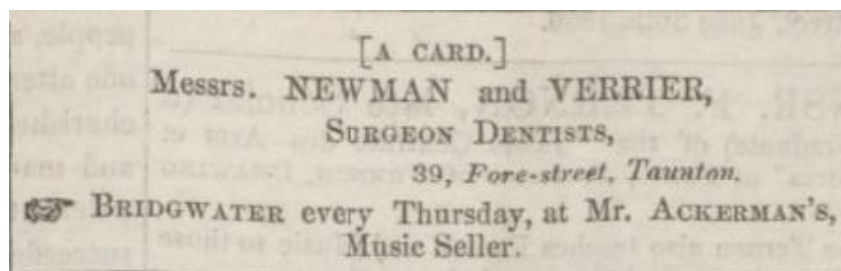 [A CARD.]
Messrs. NEWMAN and VERRIER,
SURGEON DENTISTS,
39, Fore-street, Taunton.
☞ BRIDGWATER every Thursday, at Mr. ACKERMAN'S,
Music Seller.